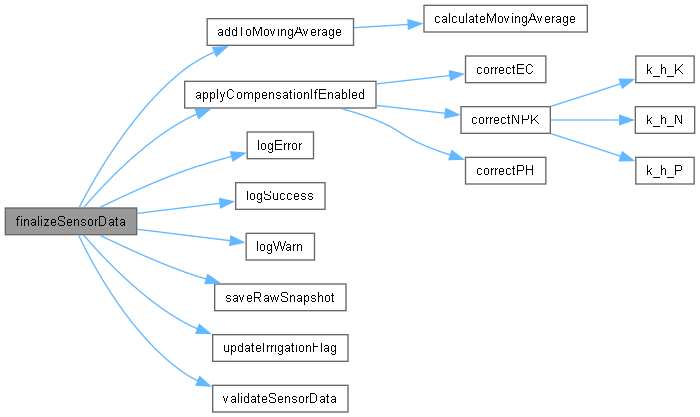 finalizeSensorData
addToMovingAverage
calculateMovingAverage
applyCompensationIfEnabled
correctEC
correctNPK
k_h_K
k_h_N
k_h_P
correctPH
logError
logSuccess
logWarn
saveRawSnapshot
updateIrrigationFlag
validateSensorData